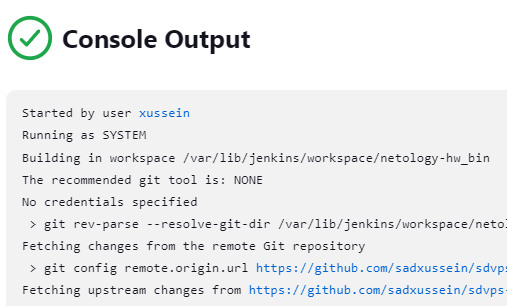 Console Output
Started by user xussein
Running as SYSTEM
Building in workspace /var/lib/jenkins/workspace/netology-hw_bin
The recommended git tool is: NONE
No credentials specified
> git rev-parse --resolve-git-dir /var/lib/jenkins/workspace/netol
Fetching changes from the remote Git repository
> git config remote.origin.url https://github.com/sadxussein/sdvps-
Fetching upstream changes from https://github.com/sadxussein/sdvps-